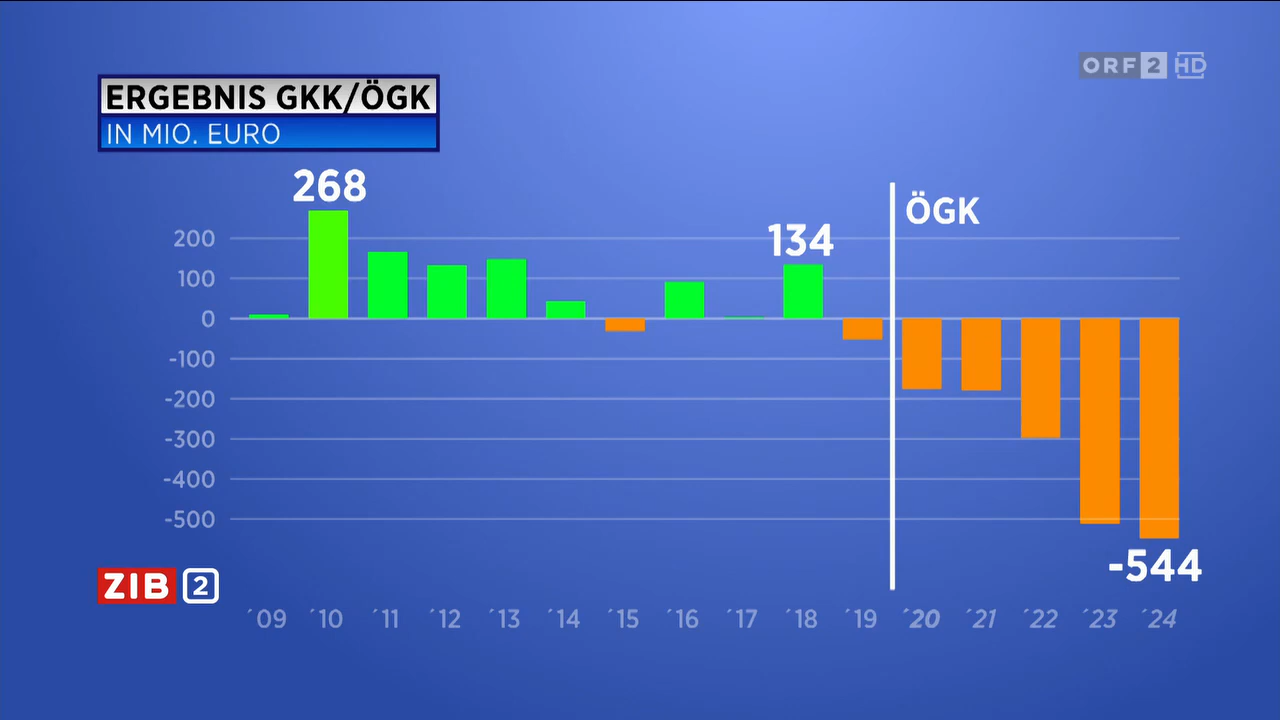 ORF 2 HD
ERGEBNIS GKK/ÖGK
IN MIO. EURO
268
ÖGK
134
200
100
0
-100
-200
-300
-400
-500
-544
ZIB 2
´09 ´10 ´11 ´12 ´13 ´14 ´15 ´16 ´17 ´18 ´19 ´20 ´21 ´22 ´23 ´24